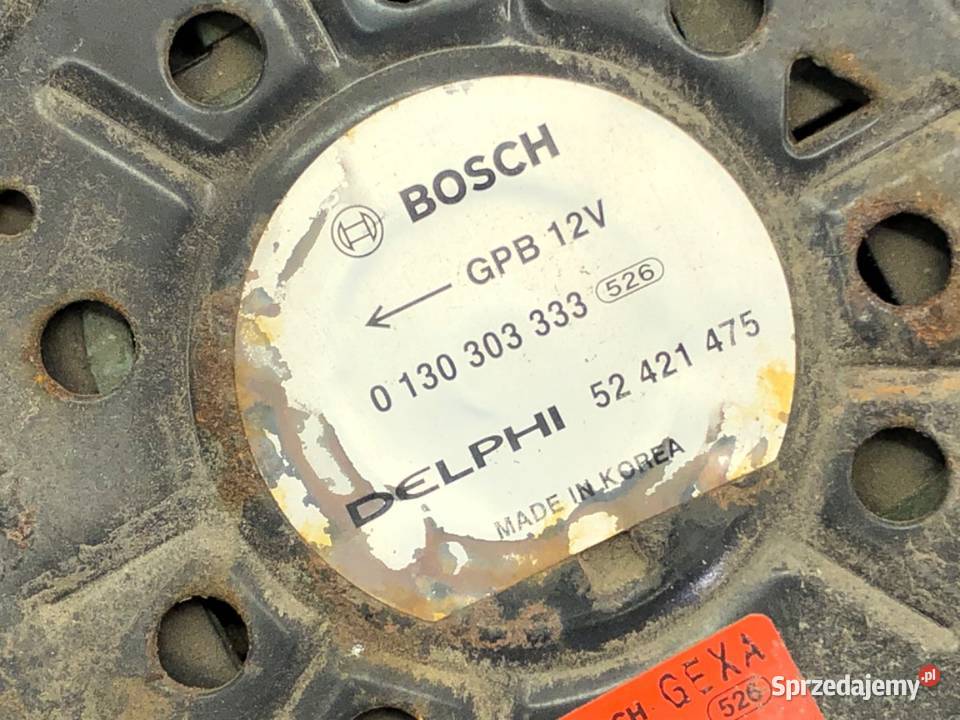 BOSCH
GPB 12V
0 130 303 333 526
DELPHI 52 421 475
MADE IN KOREA
GEXA
CH 526
Sprzedajemy.pl